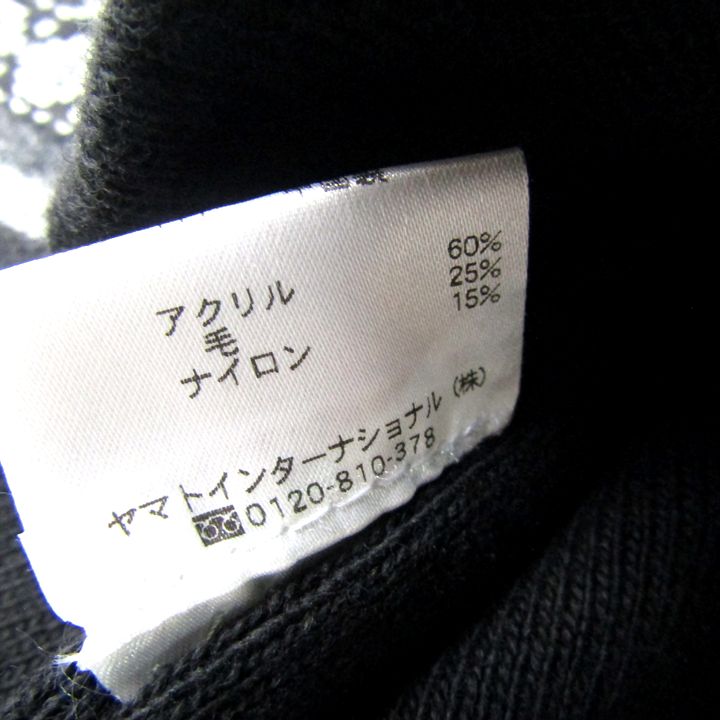 アクリル 60%
毛 25%
ナイロン 15%
ヤマトインターナショナル(株)
0120-810-378